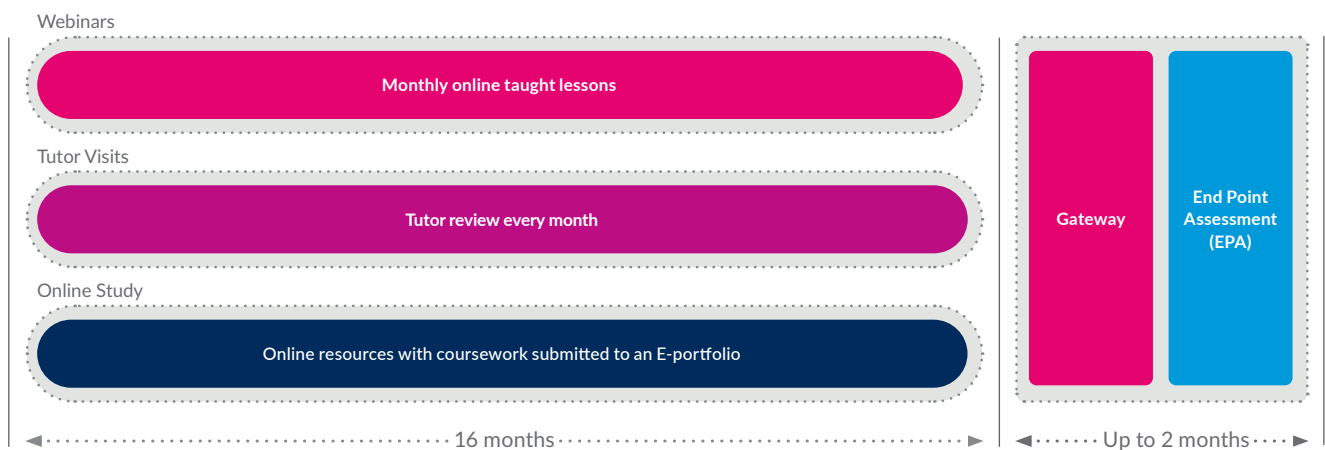 Webinars
Monthly online taught lessons
Tutor Visits
Tutor review every month
Online Study
Online resources with coursework submitted to an E-portfolio
16 months
Gateway
End Point
Assessment
(EPA)
Up to 2 months